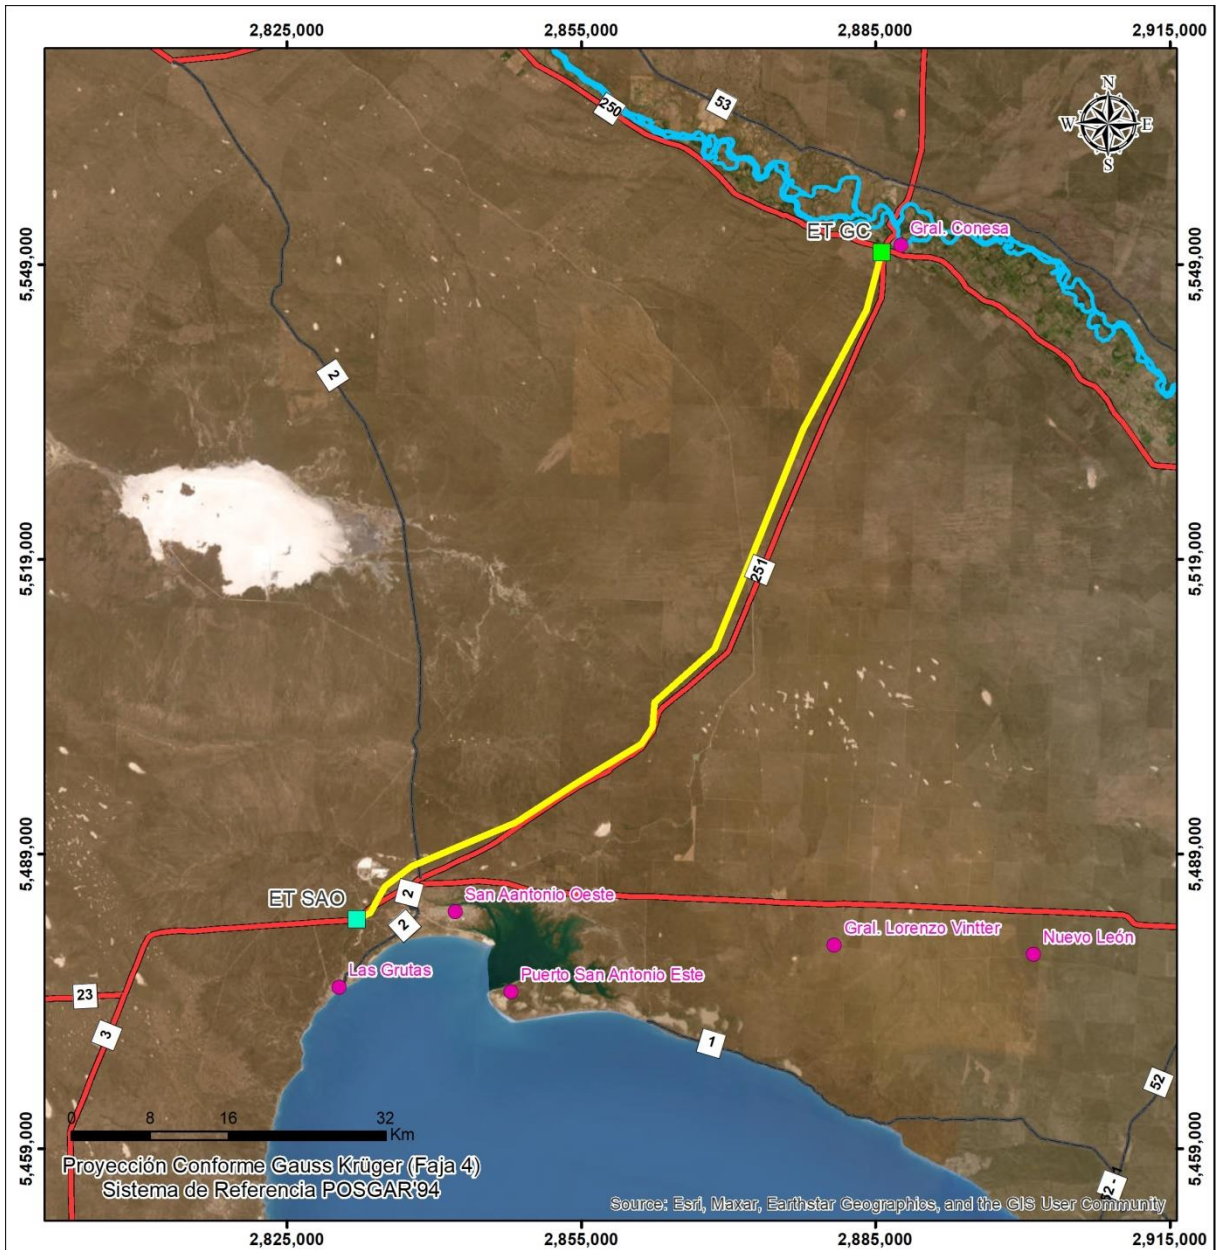 2,825,000 2,855,000 2,885,000 2,915,000
53
250
N
W E
S
ET GC
Gral. Conesa
5,549,000 5,549,000
2
5,519,000 5,519,000
251
5,489,000 5,489,000
ET SAO
2
San Aantonio Oeste
2
Gral. Lorenzo Vintter
Nuevo León
Las Grutas
Puerto San Antonio Este
23
3
1
52
0 8 16 32
Km
5,459,000 5,459,000
Proyección Conforme Gauss Krüger (Faja 4)
Sistema de Referencia POSGAR'94
52 - 1
Source: Esri, Maxar, Earthstar Geographics, and the GIS User Community
2,825,000 2,855,000 2,885,000 2,915,000